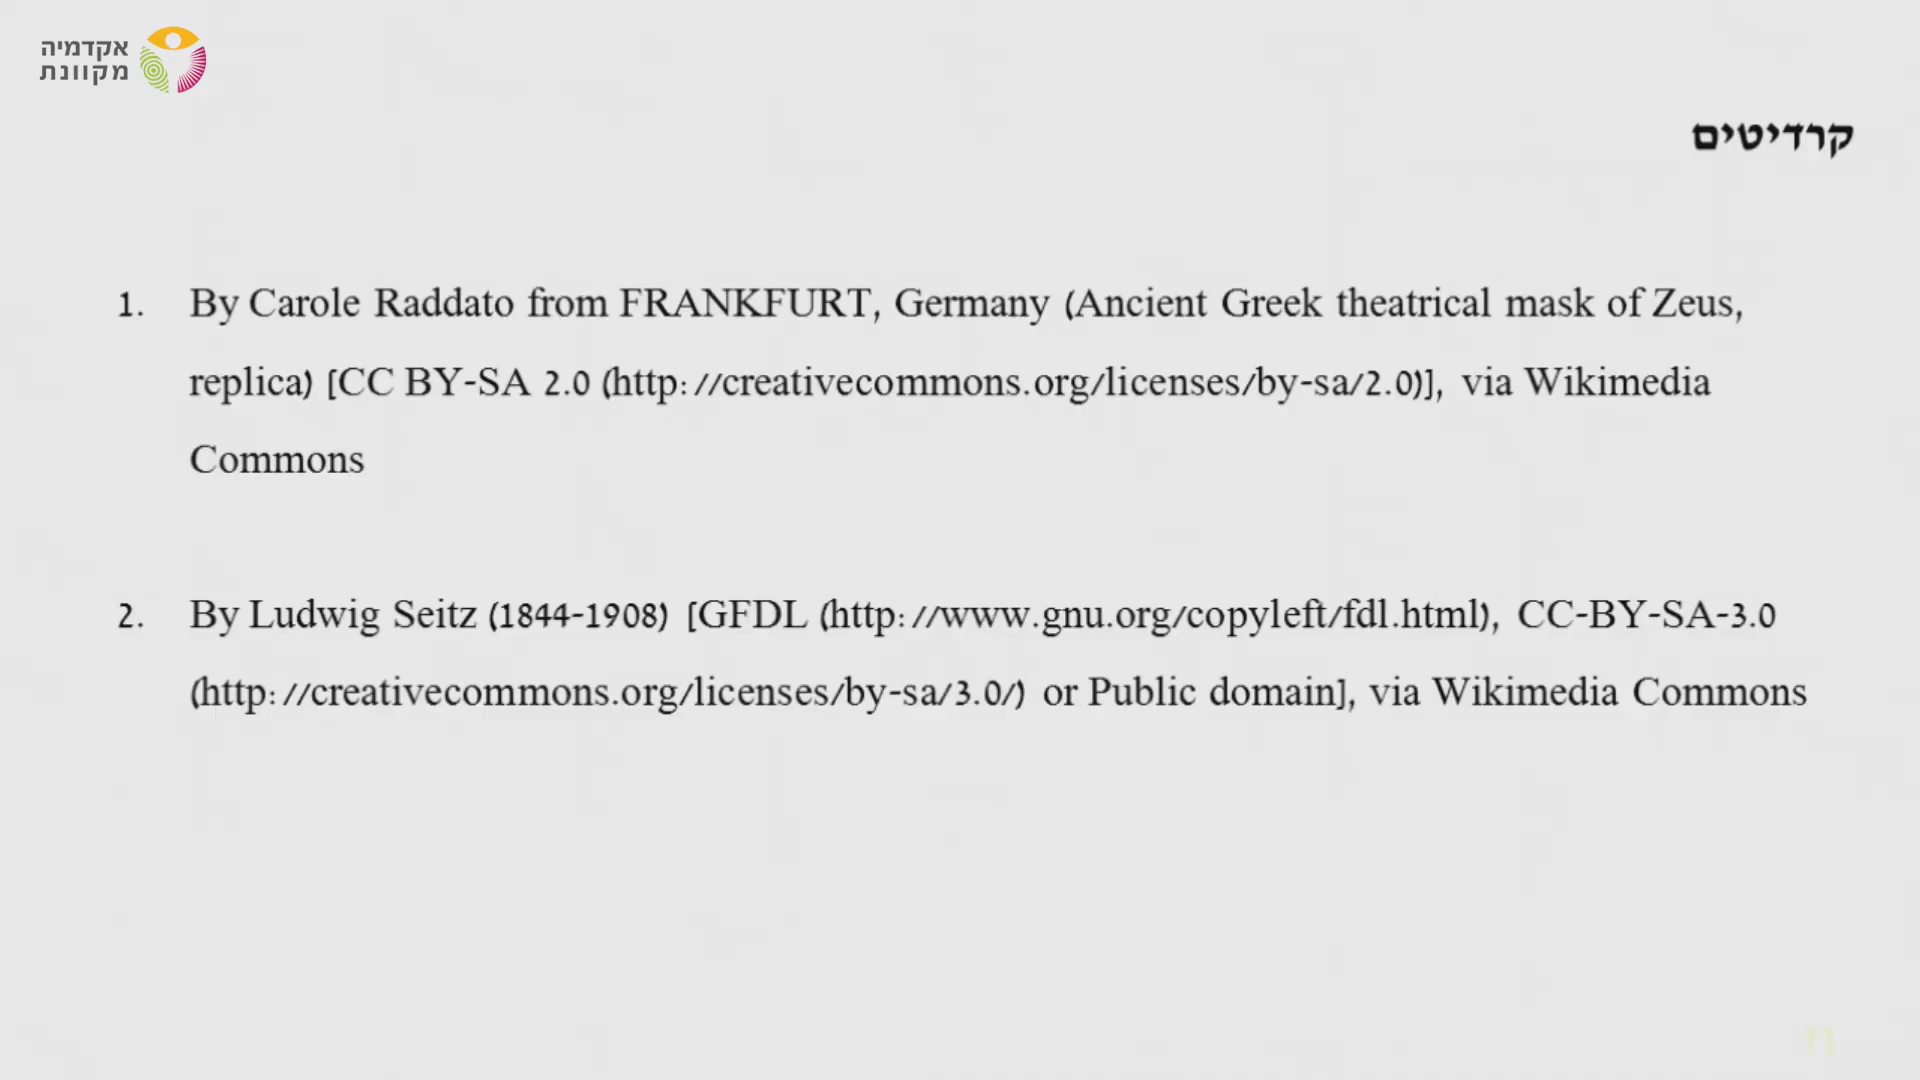 אקדמיה
מקוונת
קרדיטים
1. By Carole Raddato from FRANKFURT, Germany (Ancient Greek theatrical mask of Zeus,
replica) [CC BY-SA 2.0 (http://creativecommons.org/licenses/by-sa/2.0)], via Wikimedia
Commons
2. By Ludwig Seitz (1844-1908) [GFDL (http://www.gnu.org/copyleft/fdl.html), CC-BY-SA-3.0
(http://creativecommons.org/licenses/by-sa/3.0/) or Public domain], via Wikimedia Commons
11